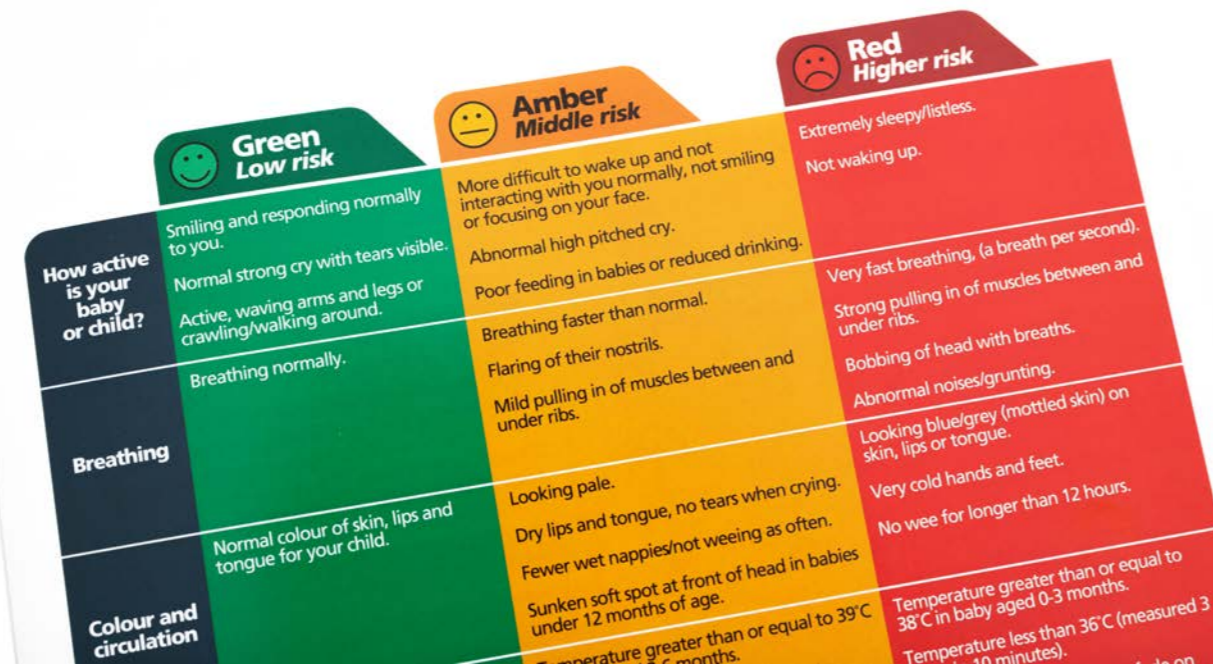 Green
Low risk
Amber
Middle risk
Red
Higher risk
How active
is your
baby
or child?
Smiling and responding normally
to you.
Normal strong cry with tears visible.
Active, waving arms and legs or
crawling/walking around.
More difficult to wake up and not
interacting with you normally, not smiling
or focusing on your face.
Abnormal high pitched cry.
Poor feeding in babies or reduced drinking.
Extremely sleepy/listless.
Not waking up.
Breathing
Breathing normally.
Breathing faster than normal.
Flaring of their nostrils.
Mild pulling in of muscles between and
under ribs.
Very fast breathing, (a breath per second).
Strong pulling in of muscles between and
under ribs.
Bobbing of head with breaths.
Abnormal noises/grunting.
Colour and
circulation
Normal colour of skin, lips and
tongue for your child.
Looking pale.
Dry lips and tongue, no tears when crying.
Fewer wet nappies/not weeing as often.
Sunken soft spot at front of head in babies
under 12 months of age.
Looking blue/grey (mottled skin) on
skin, lips or tongue.
Very cold hands and feet.
No wee for longer than 12 hours.
Temperature greater than or equal to 39°C
months.
Temperature greater than or equal to
38°C in baby aged 0-3 months.
Temperature less than 36°C (measured 3
10 minutes).